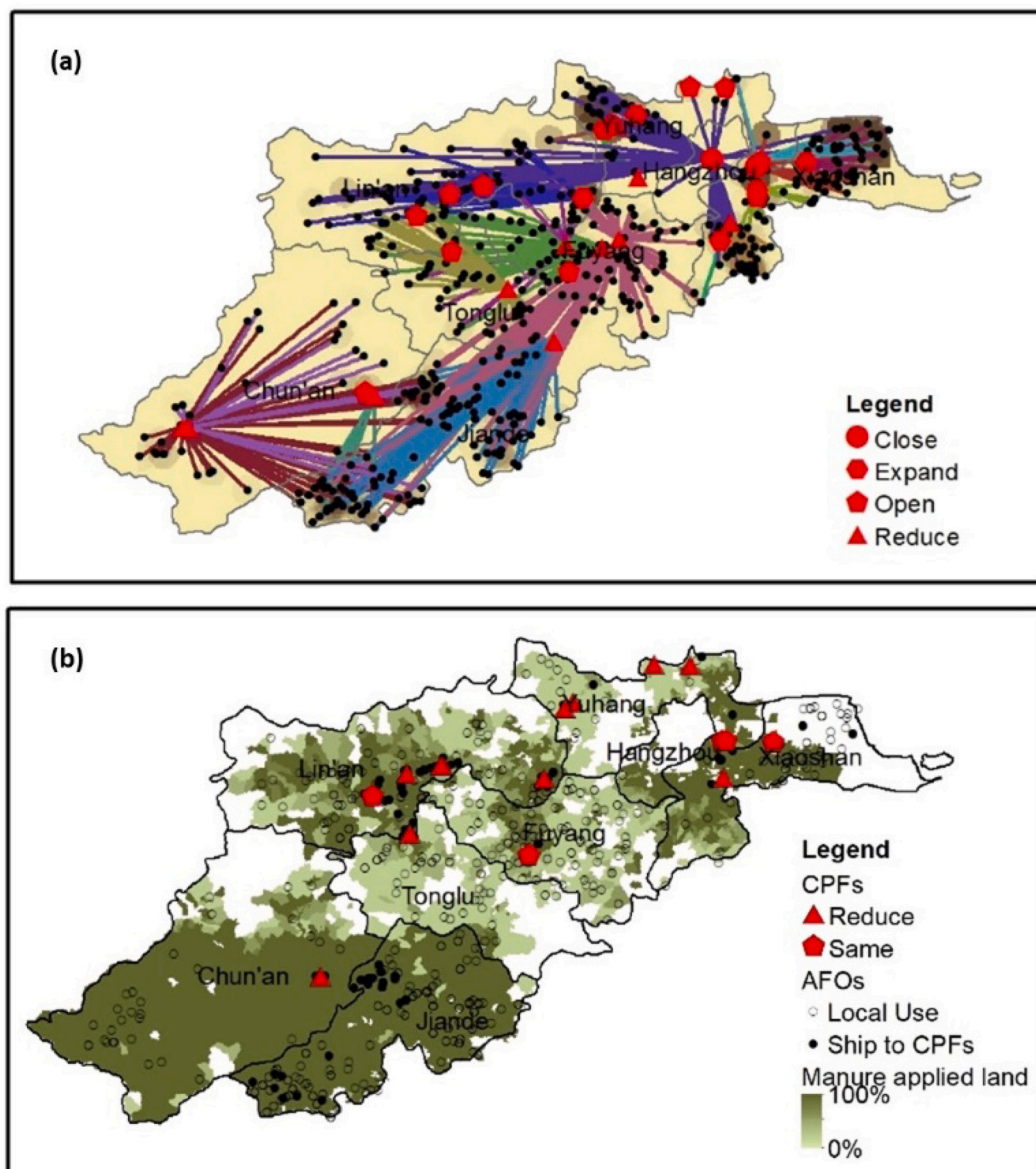 (a)
Yuhang
Hangzhou
Xiaoshan
Lin'an
Fuyang
Tonglu
Chun'an
Jiande
Legend
Close
Expand
Open
Reduce
(b)
Yuhang
Hangzhou
Xiaoshan
Lin'an
Fuyang
Tonglu
Chun'an
Jiande
Legend
CPFs
Reduce
Same
AFOs
Local Use
Ship to CPFs
Manure applied land
100%
0%